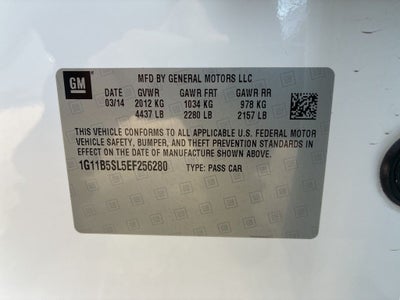 GM
MFD BY GENERAL MOTORS LLC
DATE GVWR GAWR FRT GAWR RR
03/14 2012 KG 1034 KG 978 KG
4437 LB 2280 LB 2157 LB
THIS VEHICLE CONFORMS TO ALL APPLICABLE U.S. FEDERAL MOTOR
VEHICLE SAFETY, BUMPER, AND THEFT PREVENTION STANDARDS IN
EFFECT ON THE DATE OF MANUFACTURE SHOWN ABOVE.
1G11B5SL5EF256280 TYPE: PASS CAR